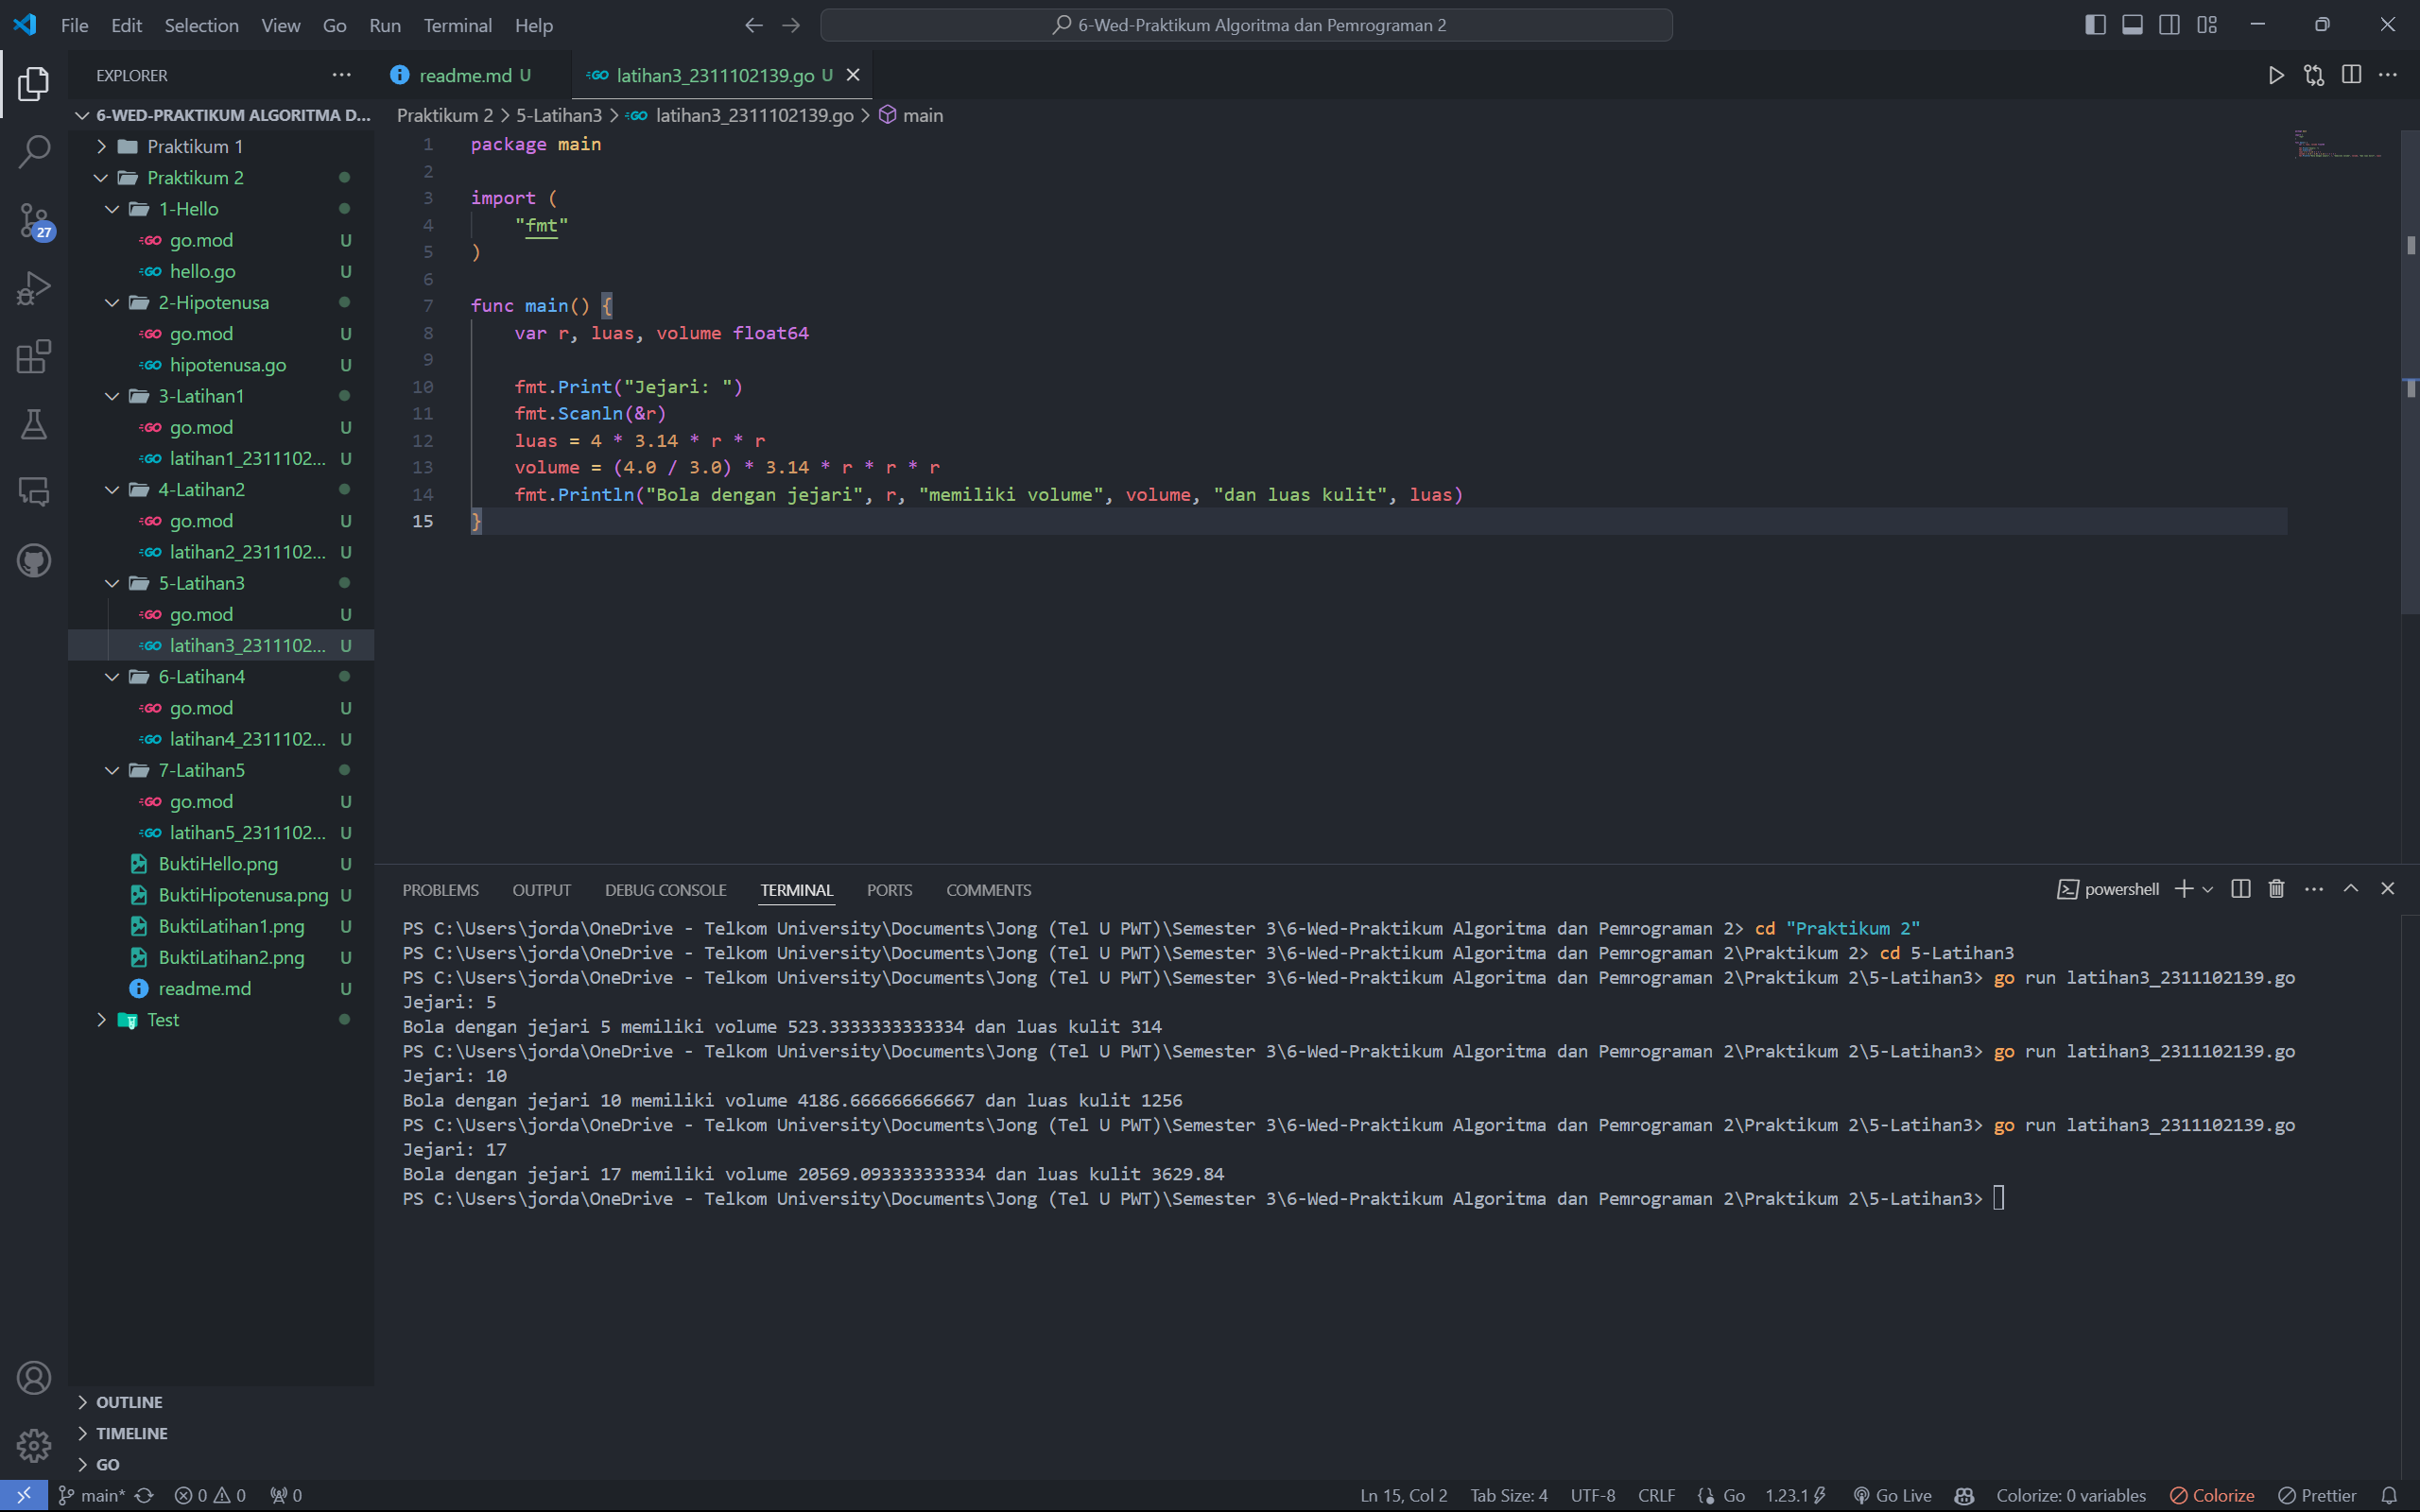 File Edit Selection View Go Run Terminal Help
6-Wed-Praktikum Algoritma dan Pemrograman 2
EXPLORER
6-WED-PRAKTIKUM ALGORITMA D...
Praktikum 1
Praktikum 2
1-Hello
go.mod U
hello.go U
2-Hipotenusa
go.mod U
hipotenusa.go U
3-Latihan1
go.mod U
latihan1_2311102... U
4-Latihan2
go.mod U
latihan2_2311102... U
5-Latihan3
go.mod U
latihan3_2311102... U
6-Latihan4
go.mod U
latihan4_2311102... U
7-Latihan5
go.mod U
latihan5_2311102... U
BuktiHello.png U
BuktiHipotenusa.png U
BuktiLatihan1.png U
BuktiLatihan2.png U
readme.md U
Test
OUTLINE
TIMELINE
GO
27
readme.md U
latihan3_2311102139.go U
Praktikum 2 > 5-Latihan3 > latihan3_2311102139.go > main
1 package main
2
3 import (
4 "fmt"
5 )
6
7 func main() {
8 var r, luas, volume float64
9
10 fmt.Print("Jejari: ")
11 fmt.Scanln(&r)
12 luas = 4 * 3.14 * r * r
13 volume = (4.0 / 3.0) * 3.14 * r * r * r
14 fmt.Println("Bola dengan jejari", r, "memiliki volume", volume, "dan luas kulit", luas)
15 }
PROBLEMS OUTPUT DEBUG CONSOLE TERMINAL PORTS COMMENTS
powershell
PS C:\Users\jorda\OneDrive - Telkom University\Documents\Jong (Tel U PWT)\Semester 3\6-Wed-Praktikum Algoritma dan Pemrograman 2> cd "Praktikum 2"
PS C:\Users\jorda\OneDrive - Telkom University\Documents\Jong (Tel U PWT)\Semester 3\6-Wed-Praktikum Algoritma dan Pemrograman 2\Praktikum 2> cd 5-Latihan3
PS C:\Users\jorda\OneDrive - Telkom University\Documents\Jong (Tel U PWT)\Semester 3\6-Wed-Praktikum Algoritma dan Pemrograman 2\Praktikum 2\5-Latihan3> go run latihan3_2311102139.go
Jejari: 5
Bola dengan jejari 5 memiliki volume 523.3333333333334 dan luas kulit 314
PS C:\Users\jorda\OneDrive - Telkom University\Documents\Jong (Tel U PWT)\Semester 3\6-Wed-Praktikum Algoritma dan Pemrograman 2\Praktikum 2\5-Latihan3> go run latihan3_2311102139.go
Jejari: 10
Bola dengan jejari 10 memiliki volume 4186.666666666667 dan luas kulit 1256
PS C:\Users\jorda\OneDrive - Telkom University\Documents\Jong (Tel U PWT)\Semester 3\6-Wed-Praktikum Algoritma dan Pemrograman 2\Praktikum 2\5-Latihan3> go run latihan3_2311102139.go
Jejari: 17
Bola dengan jejari 17 memiliki volume 20569.093333333334 dan luas kulit 3629.84
PS C:\Users\jorda\OneDrive - Telkom University\Documents\Jong (Tel U PWT)\Semester 3\6-Wed-Praktikum Algoritma dan Pemrograman 2\Praktikum 2\5-Latihan3>
main* 0 0 0 Ln 15, Col 2 Tab Size: 4 UTF-8 CRLF Go 1.23.1 Go Live Colorize: 0 variables Colorize Prettier